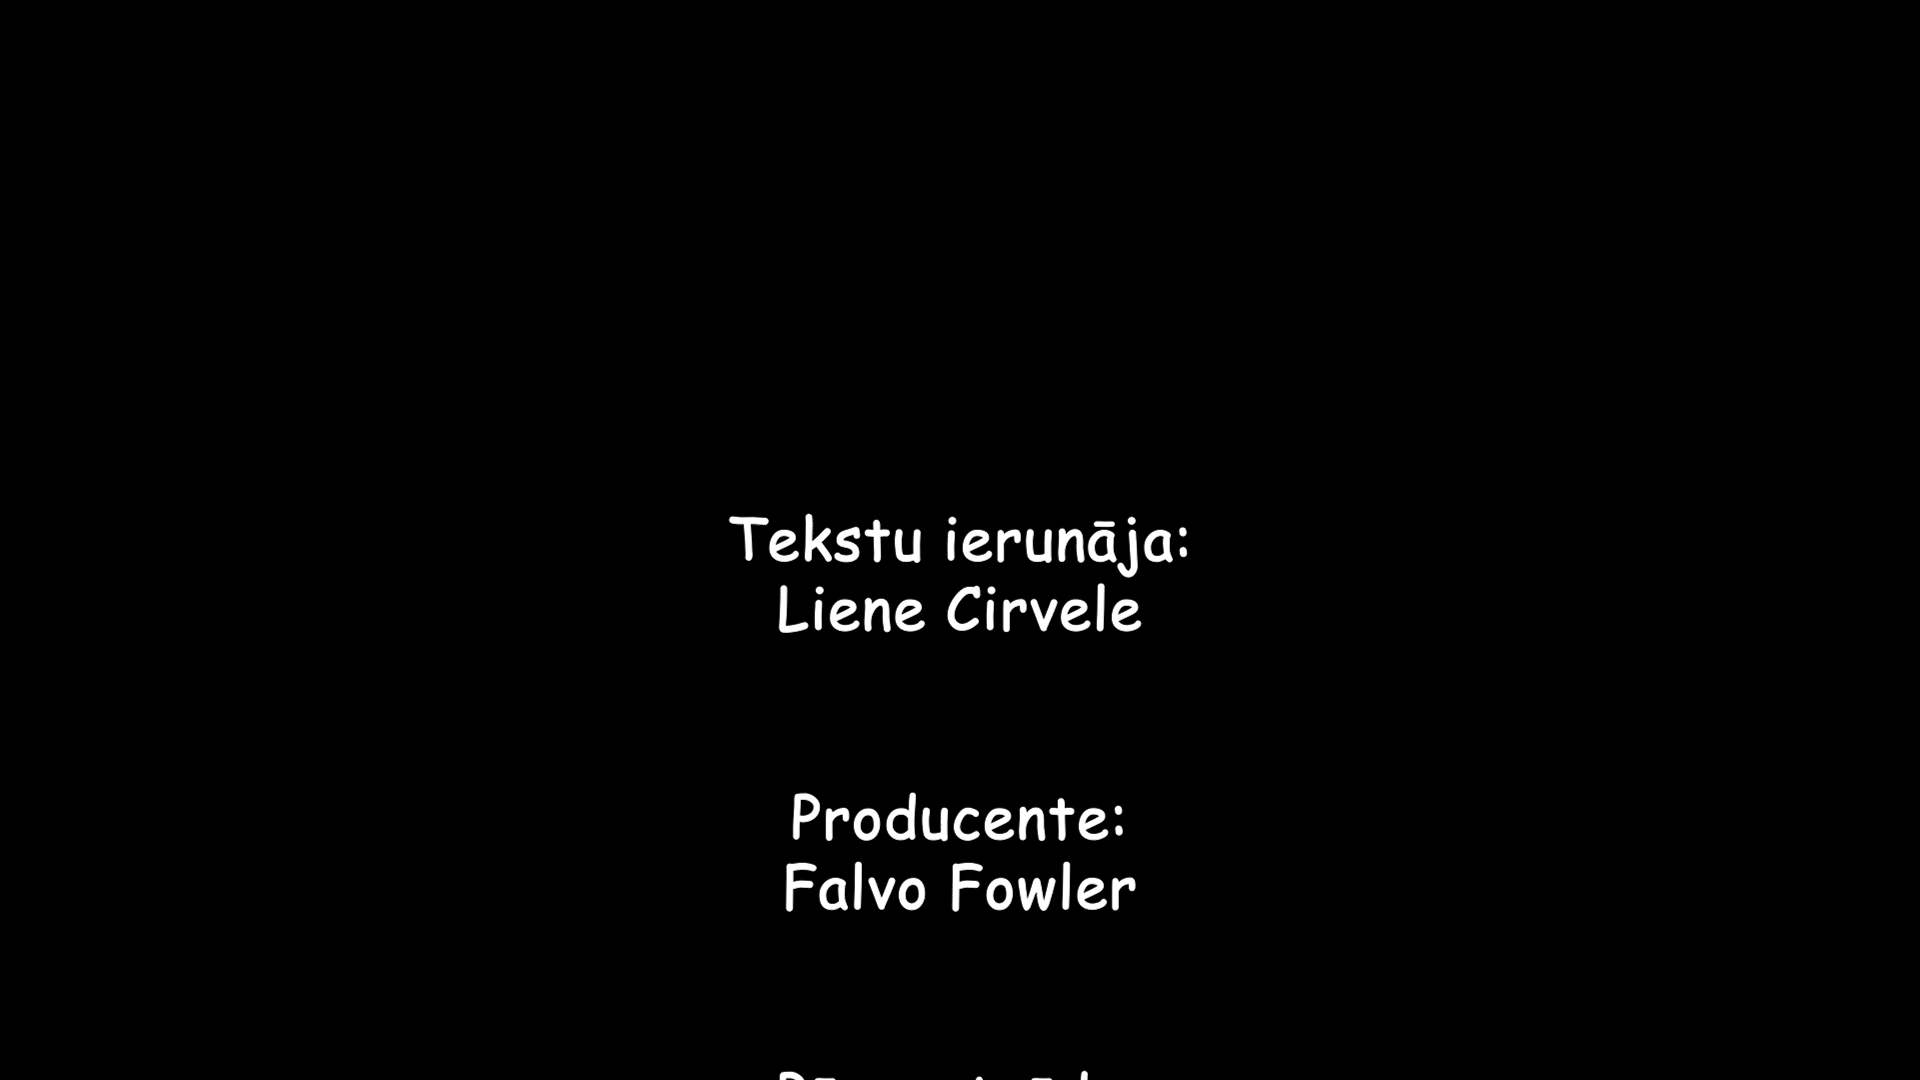 Tekstu ierunāja:
Liene Cirvele
Producente:
Falvo Fowler